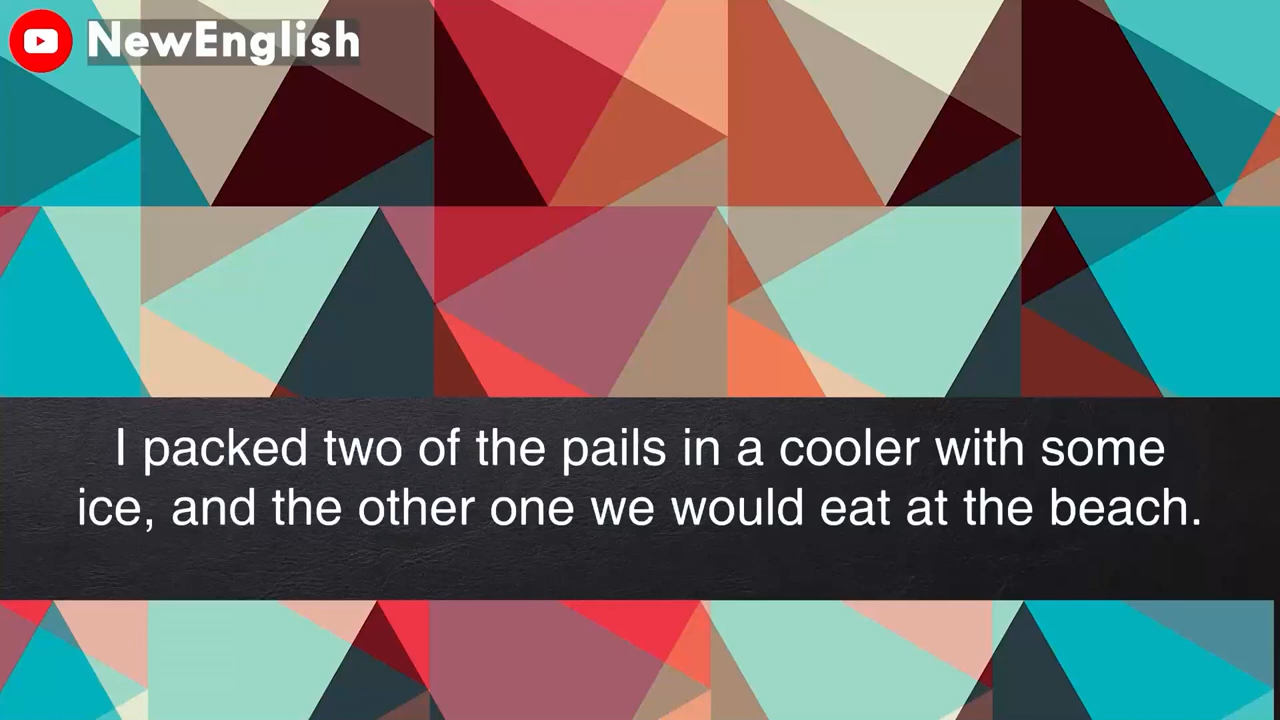 NewEnglish
I packed two of the pails in a cooler with some
ice, and the other one we would eat at the beach.